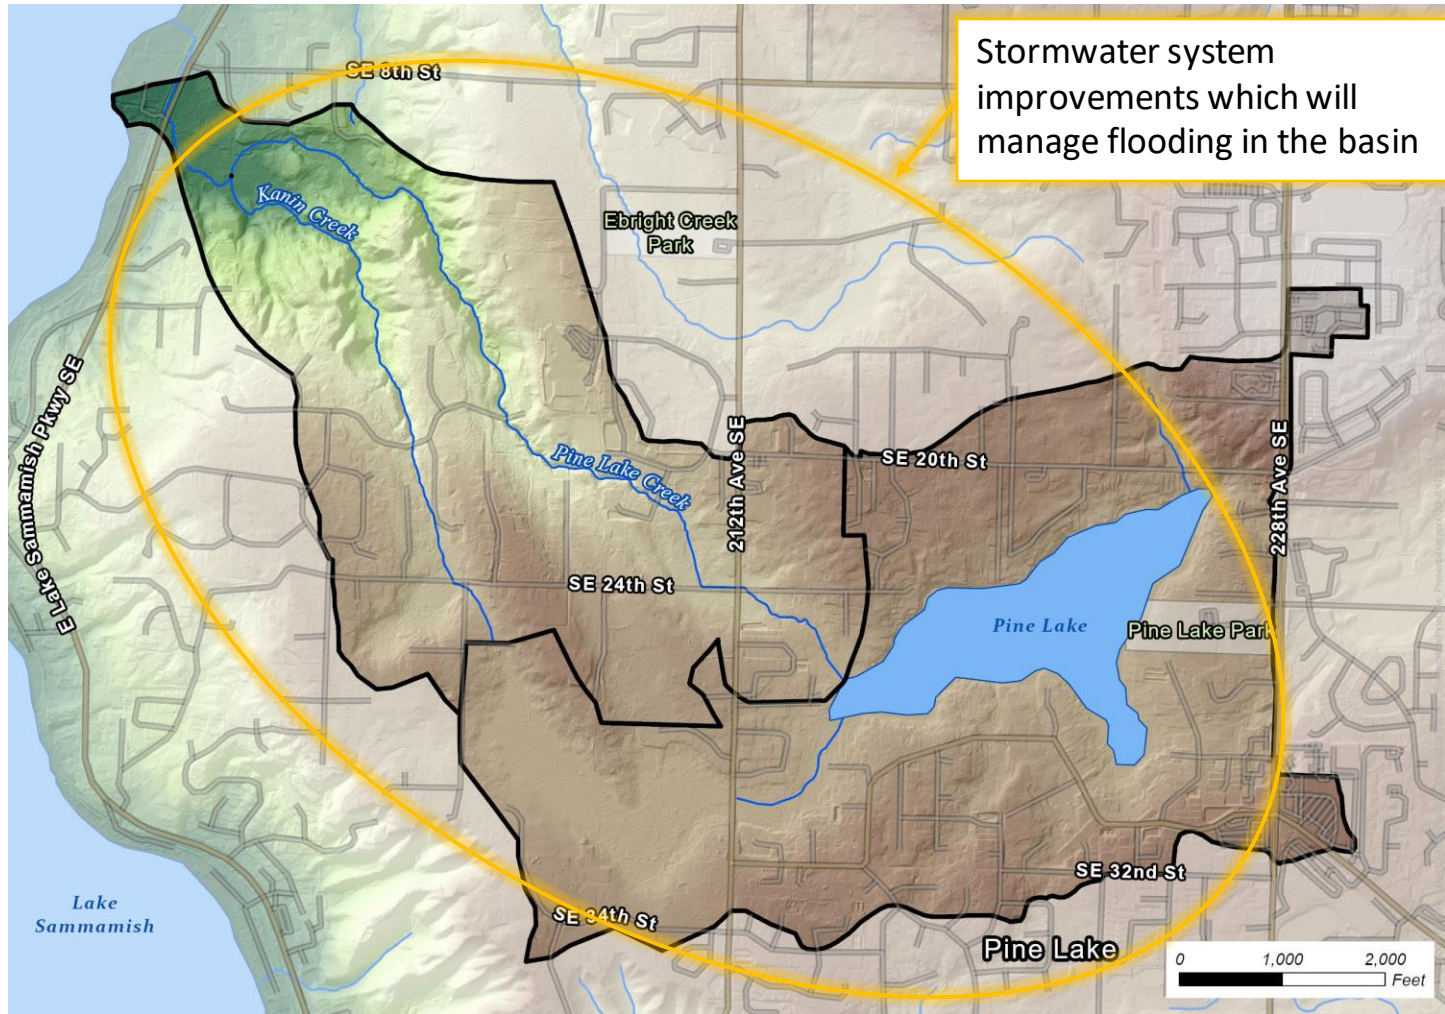 Stormwater system
improvements which will
manage flooding in the basin
SE 8th St
Kanin Creek
Ebright Creek
Park
E Lake Sammamish Pkwy SE
Pine Lake Creek
212th Ave SE
SE 20th St
228th Ave SE
SE 24th St
Pine Lake
Pine Lake Park
SE 32nd St
Lake
Sammamish
SE 34th St
Pine Lake
0 1,000 2,000
Feet